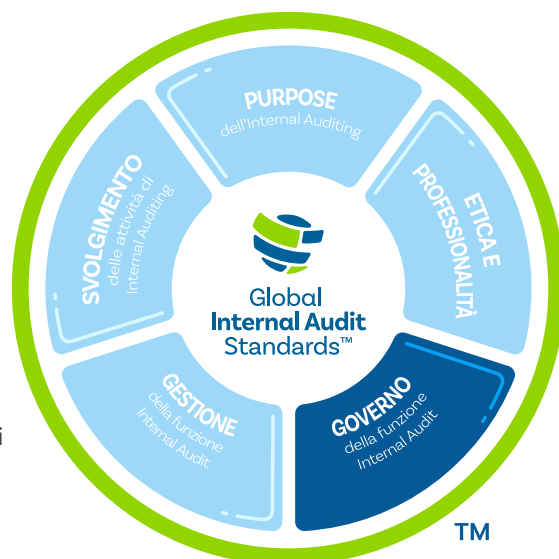 PURPOSE
dell'Internal Auditing
ETICA E
PROFESSIONALITÀ
GOVERNO
della funzione
Internal Audit
GESTIONE
della funzione
Internal Audit
SVOLGIMENTO
delle attività di
Internal Auditing
Global
Internal Audit
Standards™
i
TM